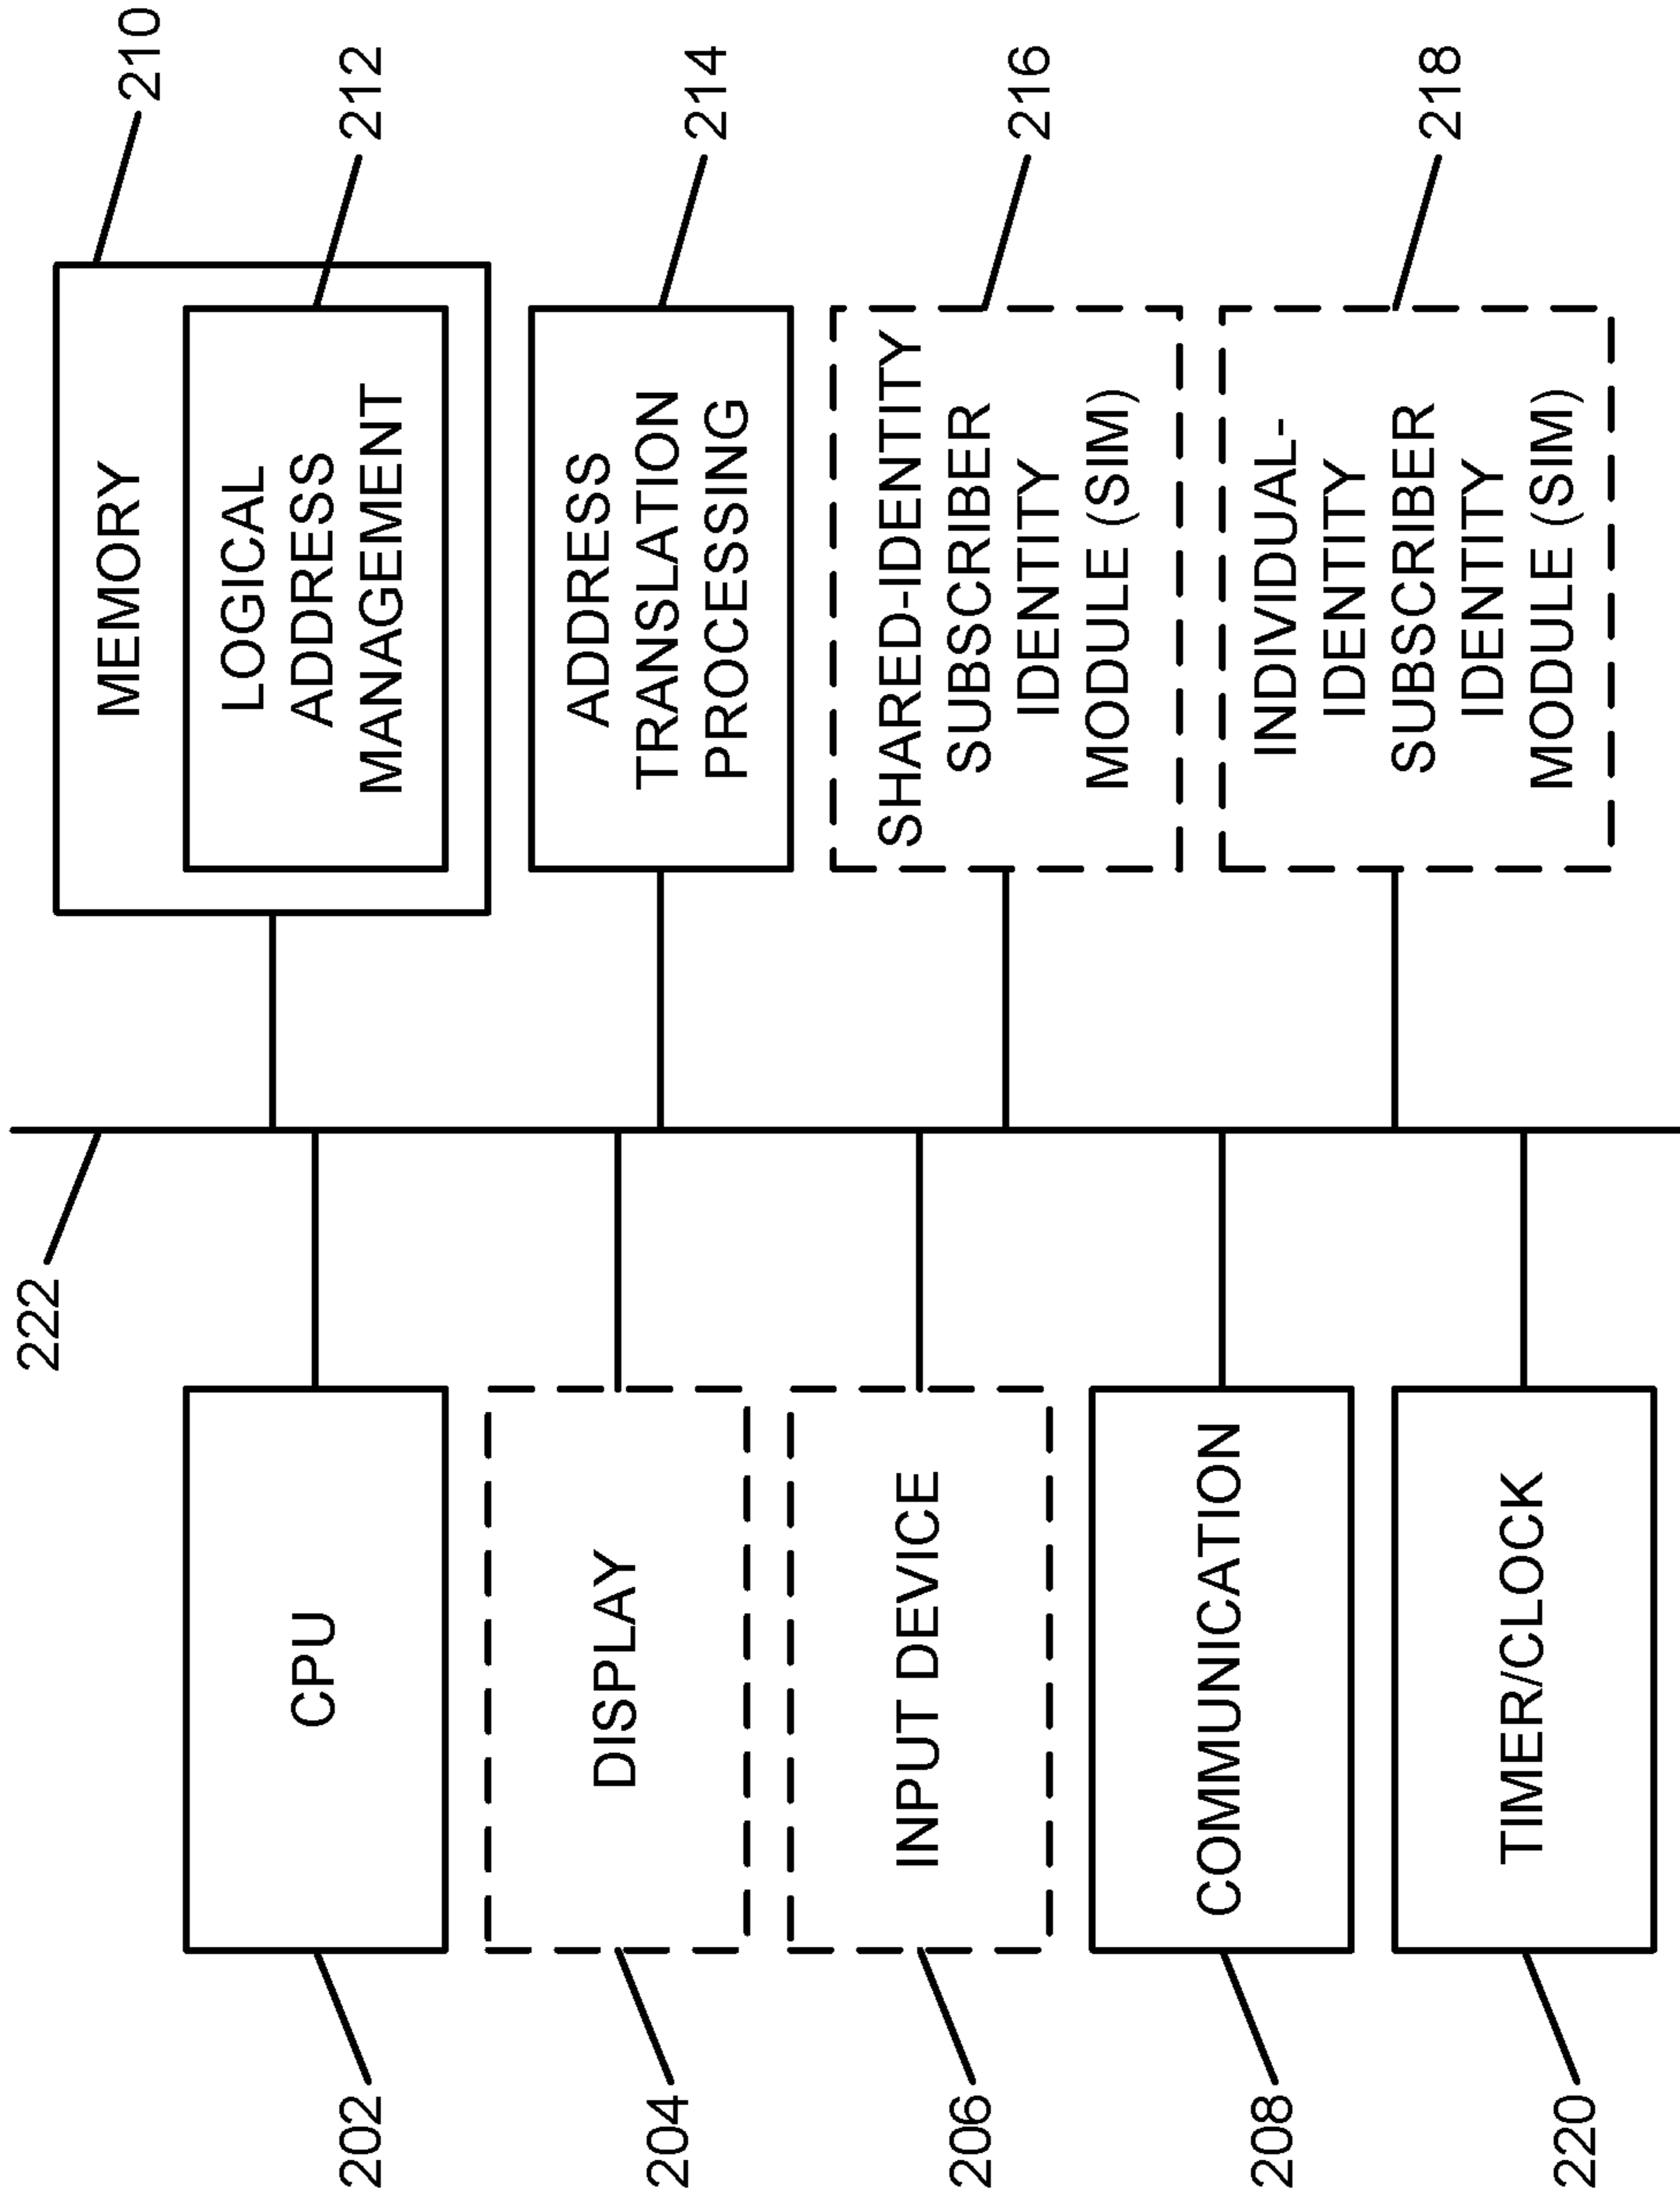 222
202
CPU
204
DISPLAY
206
INPUT DEVICE
208
COMMUNICATION
220
TIMER/CLOCK
210
MEMORY
212
LOGICAL
ADDRESS
MANAGEMENT
214
ADDRESS
TRANSLATION
PROCESSING
216
SHARED-IDENTITY
SUBSCRIBER
IDENTITY
MODULE (SIM)
218
INDIVIDUAL-
IDENTITY
SUBSCRIBER
IDENTITY
MODULE (SIM)